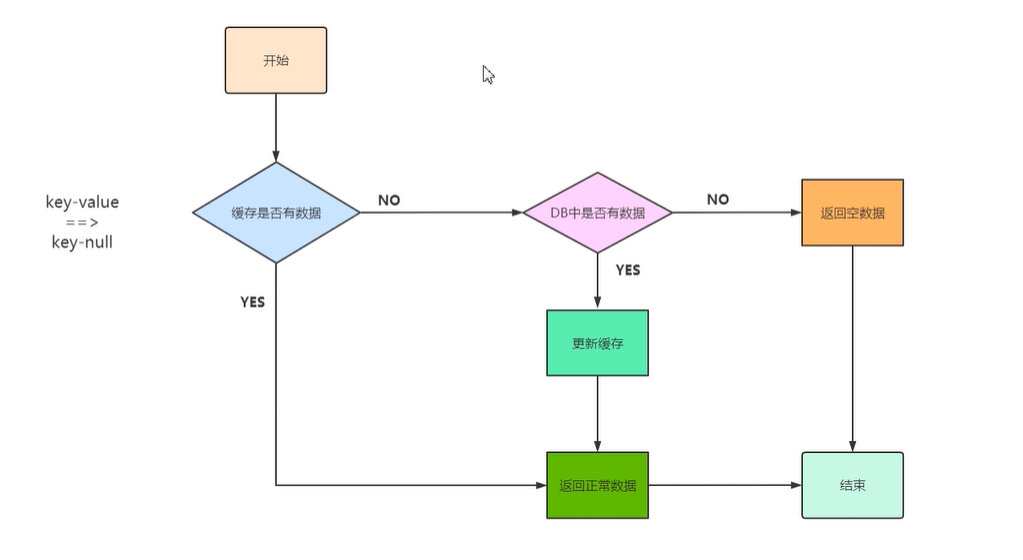 开始
key-value
==>
key-null
缓存是否有数据
NO
DB中是否有数据
NO
返回空数据
YES
YES
更新缓存
返回正常数据
结束